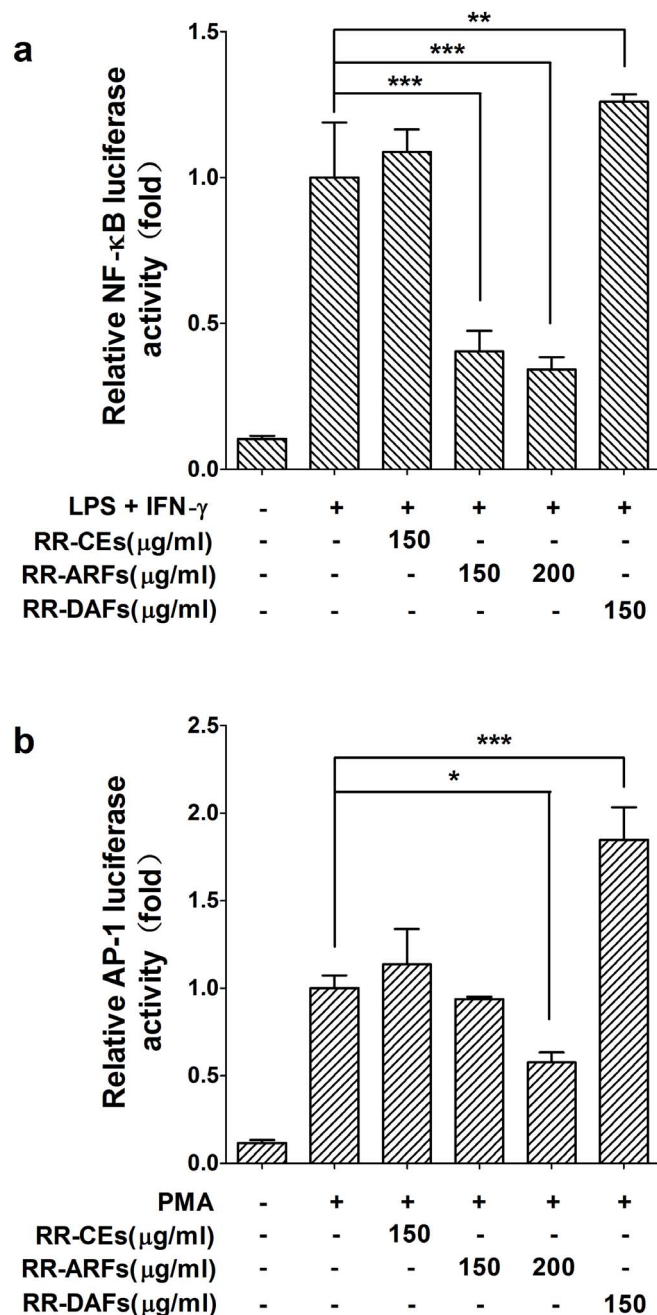 a
Relative NF-κB luciferase
activity (fold)
1.5
1.0
0.5
0.0
**
***
***
LPS + IFN-γ - + + + + +
RR-CEs(μg/ml) - - 150 - - -
RR-ARFs(μg/ml) - - - 150 200 -
RR-DAFs(μg/ml) - - - - - 150
b
Relative AP-1 luciferase
activity (fold)
2.5
2.0
1.5
1.0
0.5
0.0
***
*
PMA - + + + + +
RR-CEs(μg/ml) - - 150 - - -
RR-ARFs(μg/ml) - - - 150 200 -
RR-DAFs(μg/ml) - - - - - 150